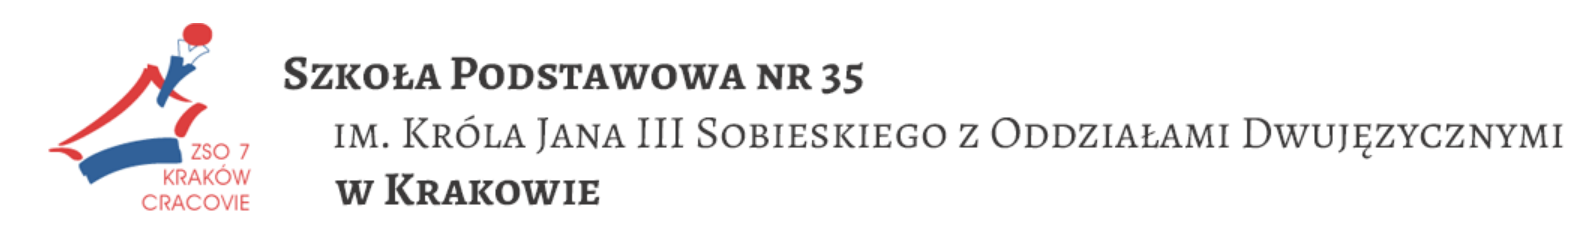 ZSO 7
KRAKÓW
CRACOVIE
Szkoła Podstawowa nr 35
im. Króla Jana III Sobieskiego z Oddziałami Dwujęzycznymi
w Krakowie